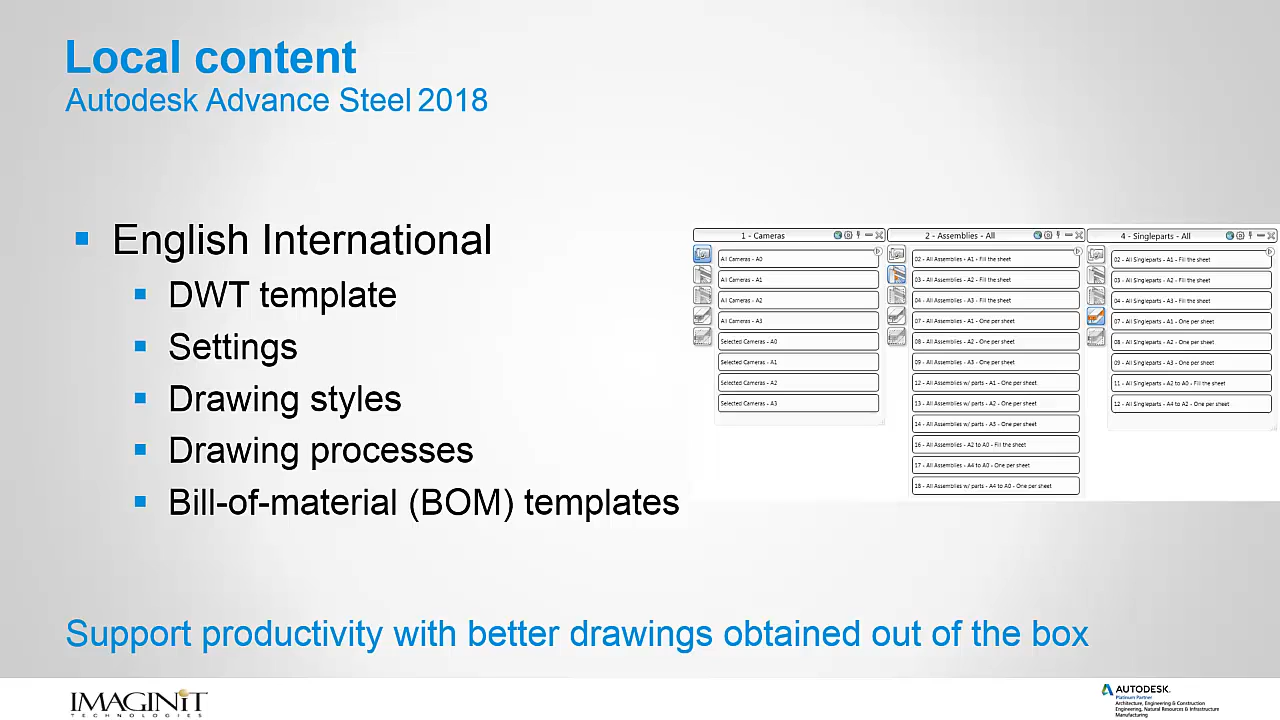 Local content
Autodesk Advance Steel 2018
English International
DWT template
Settings
Drawing styles
Drawing processes
Bill-of-material (BOM) templates
1 - Cameras
All Cameras - A0
All Cameras - A1
All Cameras - A2
All Cameras - A3
Selected Cameras - A0
Selected Cameras - A1
Selected Cameras - A2
Selected Cameras - A3
2 - Assemblies - All
02 - All Assemblies - A1 - Fill the sheet
03 - All Assemblies - A2 - Fill the sheet
04 - All Assemblies - A3 - Fill the sheet
07 - All Assemblies - A1 - One per sheet
08 - All Assemblies - A2 - One per sheet
09 - All Assemblies - A3 - One per sheet
12 - All Assemblies w/ parts - A1 - One per sheet
13 - All Assemblies w/ parts - A2 - One per sheet
14 - All Assemblies w/ parts - A3 - One per sheet
16 - All Assemblies - A2 to A0 - Fill the sheet
17 - All Assemblies - A4 to A0 - One per sheet
18 - All Assemblies w/ parts - A4 to A0 - One per sheet
4 - Singleparts - All
02 - All Singleparts - A1 - Fill the sheet
03 - All Singleparts - A2 - Fill the sheet
04 - All Singleparts - A3 - Fill the sheet
07 - All Singleparts - A1 - One per sheet
08 - All Singleparts - A2 - One per sheet
09 - All Singleparts - A3 - One per sheet
11 - All Singleparts - A2 to A0 - Fill the sheet
12 - All Singleparts - A4 to A2 - One per sheet
Support productivity with better drawings obtained out of the box
IMAGINiT
TECHNOLOGIES
AUTODESK.
Platinum Partner
Architecture, Engineering & Construction
Engineering, Natural Resources & Infrastructure
Manufacturing